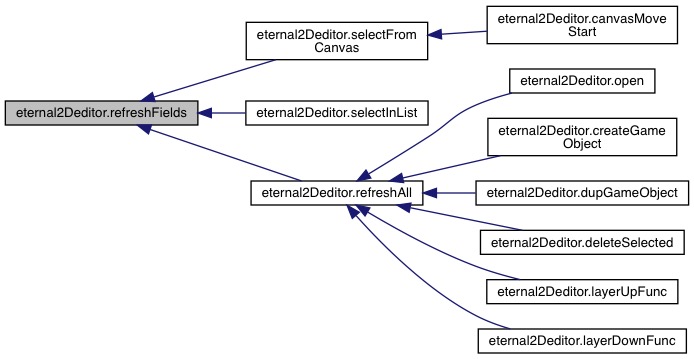 eternal2Deditor.canvasMove
Start
eternal2Deditor.selectFrom
Canvas
eternal2Deditor.open
eternal2Deditor.refreshFields
eternal2Deditor.selectInList
eternal2Deditor.createGame
Object
eternal2Deditor.refreshAll
eternal2Deditor.dupGameObject
eternal2Deditor.deleteSelected
eternal2Deditor.layerUpFunc
eternal2Deditor.layerDownFunc